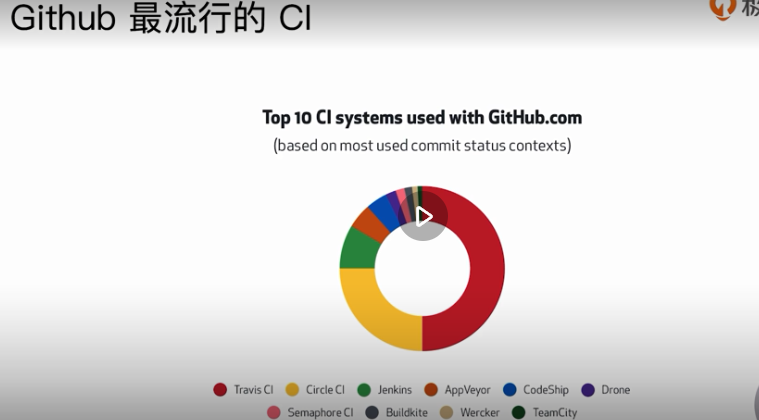 Github 最流行的 CI
Top 10 CI systems used with GitHub.com
(based on most used commit status contexts)
Travis CI Circle CI Jenkins AppVeyor CodeShip Drone
Semaphore CI Buildkite Wercker TeamCity